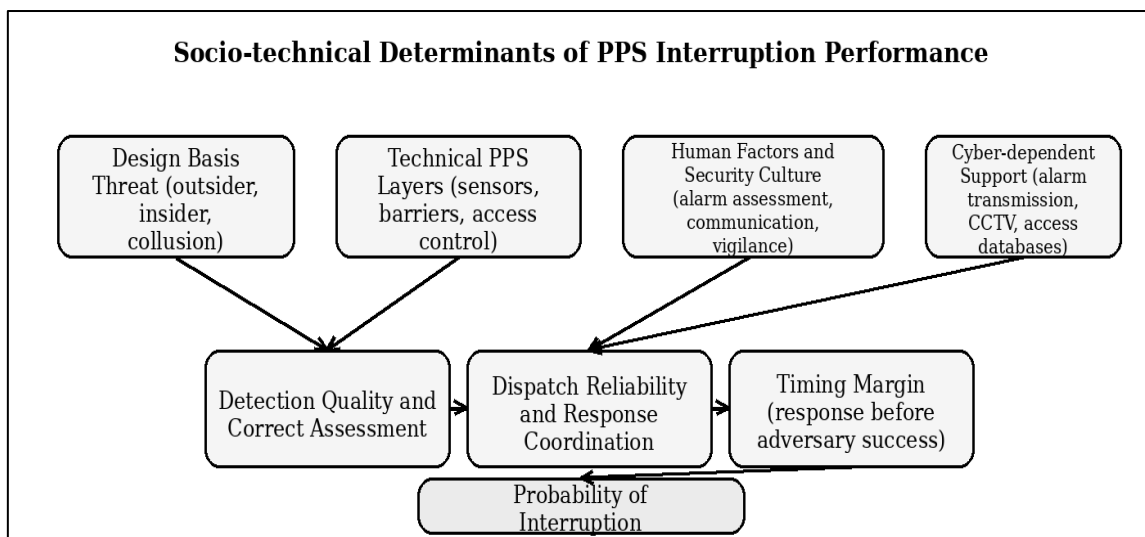 Socio-technical Determinants of PPS Interruption Performance
Design Basis
Threat (outsider,
insider,
collusion)
Technical PPS
Layers (sensors,
barriers, access
control)
Human Factors and
Security Culture
(alarm assessment,
communication,
vigilance)
Cyber-dependent
Support (alarm
transmission,
CCTV, access
databases)
Detection Quality and
Correct Assessment
Dispatch Reliability
and Response
Coordination
Timing Margin
(response before
adversary success)
Probability of
Interruption